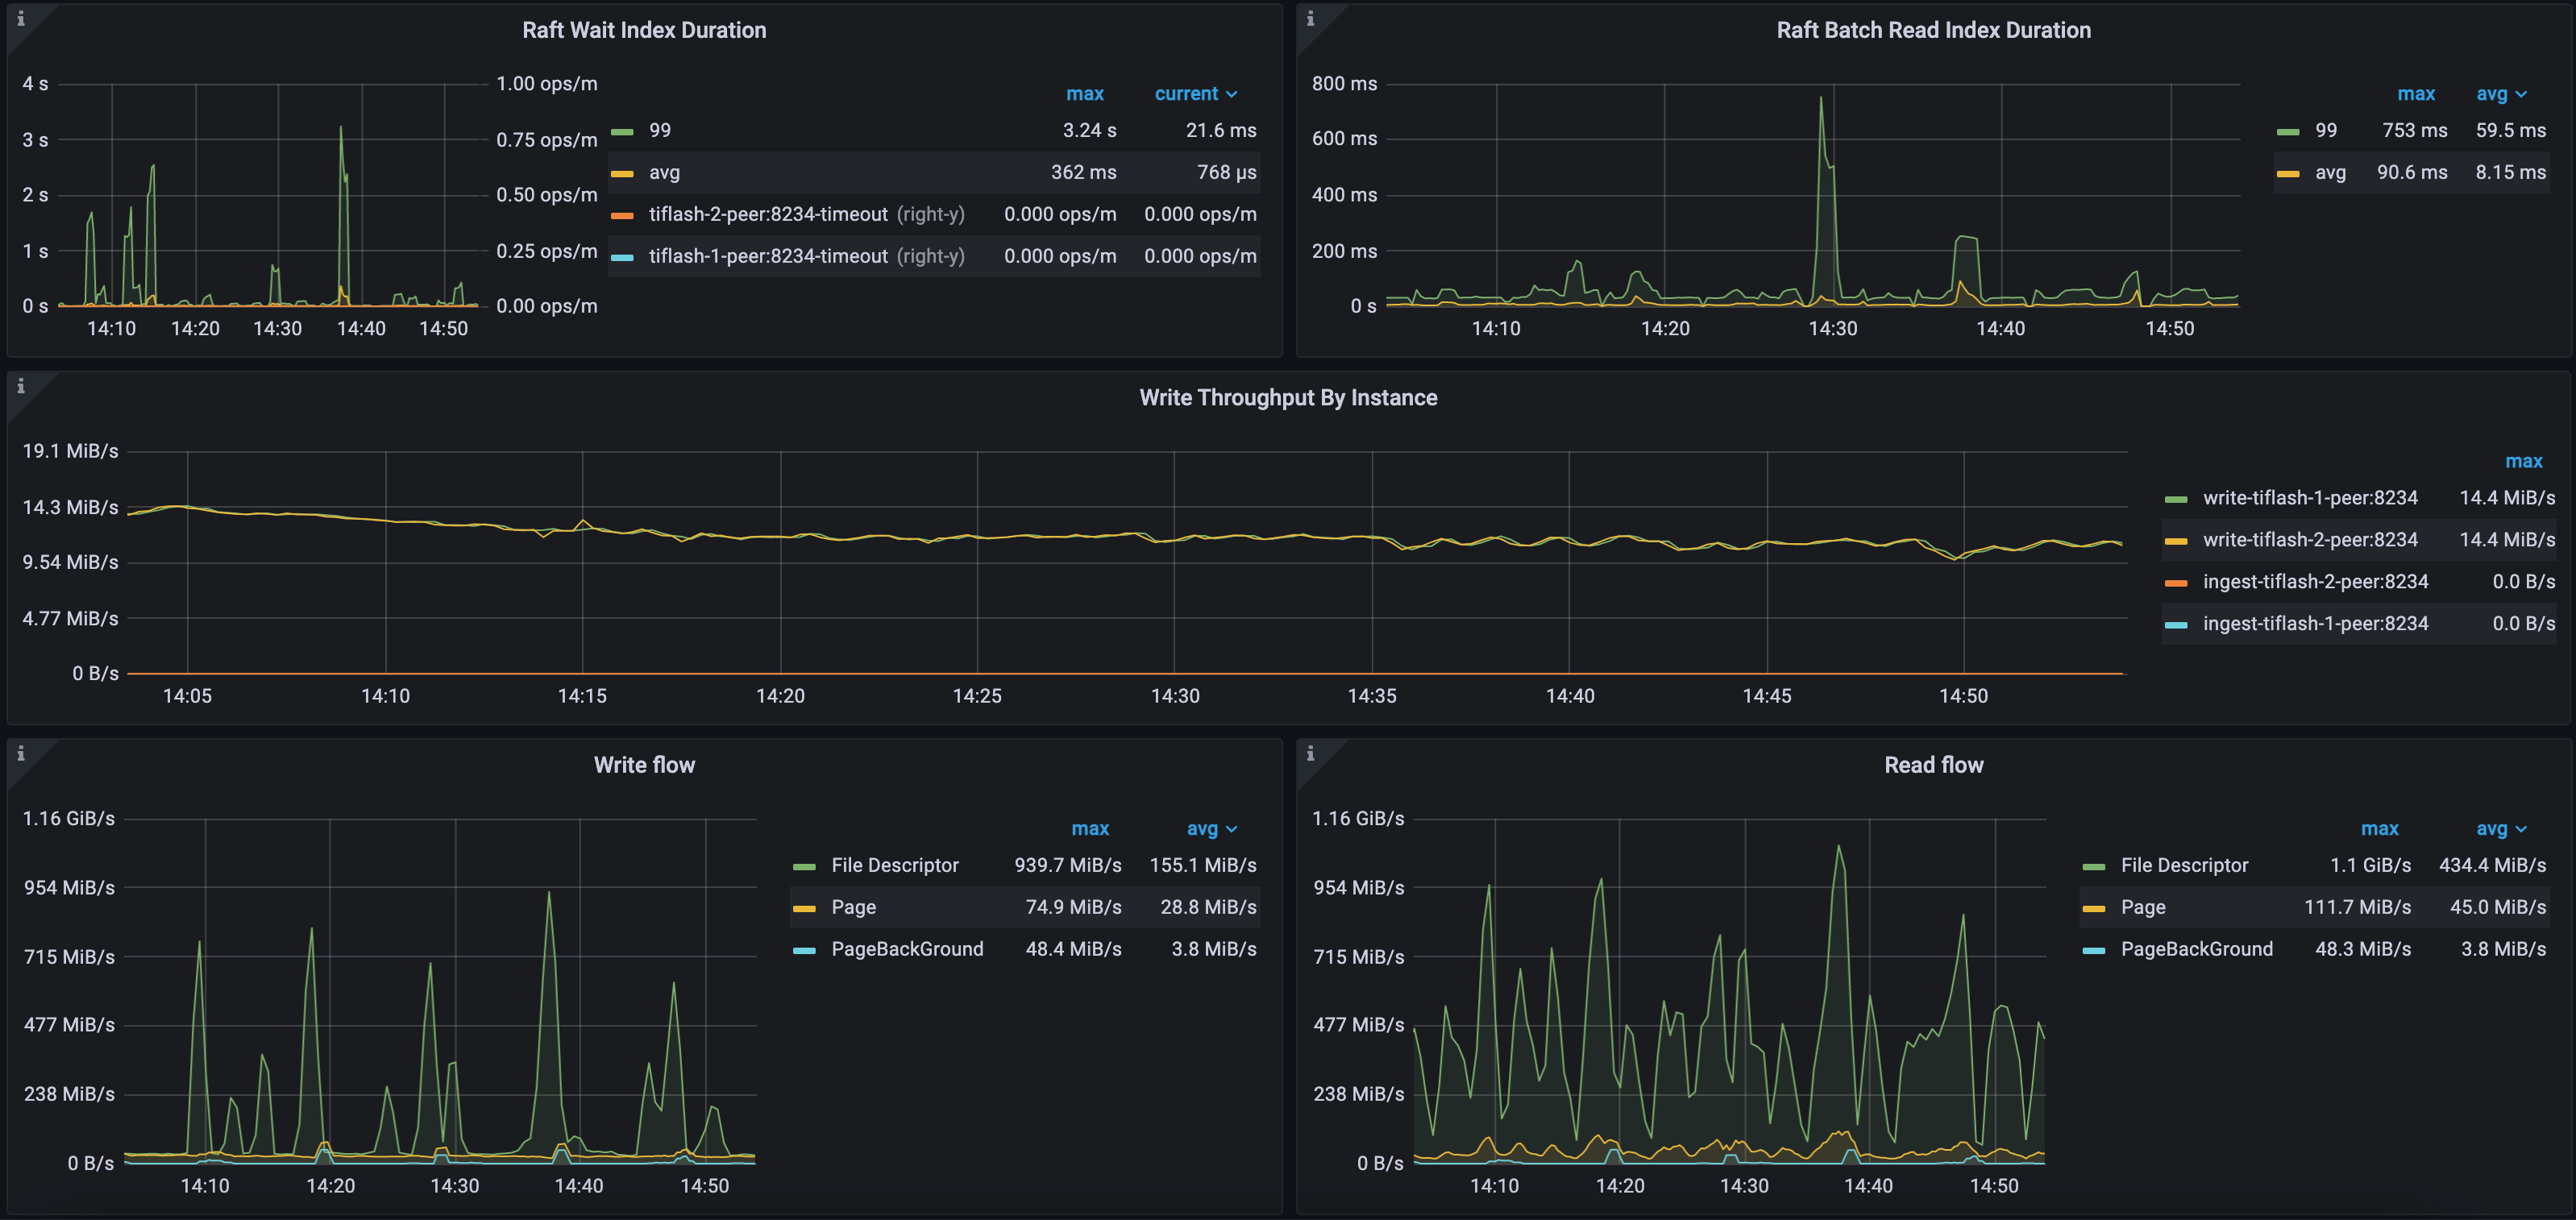 Raft Wait Index Duration
4 s
3 s
2 s
1 s
0 s
1.00 ops/m
0.75 ops/m
0.50 ops/m
0.25 ops/m
0.00 ops/m
14:10 14:20 14:30 14:40 14:50
max current
99 3.24 s 21.6 ms
avg 362 ms 768 µs
tiflash-2-peer:8234-timeout (right-y) 0.000 ops/m 0.000 ops/m
tiflash-1-peer:8234-timeout (right-y) 0.000 ops/m 0.000 ops/m
Raft Batch Read Index Duration
800 ms
600 ms
400 ms
200 ms
0 s
14:10 14:20 14:30 14:40 14:50
max avg
99 753 ms 59.5 ms
avg 90.6 ms 8.15 ms
Write Throughput By Instance
19.1 MiB/s
14.3 MiB/s
9.54 MiB/s
4.77 MiB/s
0 B/s
14:05 14:10 14:15 14:20 14:25 14:30 14:35 14:40 14:45 14:50
max
write-tiflash-1-peer:8234 14.4 MiB/s
write-tiflash-2-peer:8234 14.4 MiB/s
ingest-tiflash-2-peer:8234 0.0 B/s
ingest-tiflash-1-peer:8234 0.0 B/s
Write flow
1.16 GiB/s
954 MiB/s
715 MiB/s
477 MiB/s
238 MiB/s
0 B/s
14:10 14:20 14:30 14:40 14:50
max avg
File Descriptor 939.7 MiB/s 155.1 MiB/s
Page 74.9 MiB/s 28.8 MiB/s
PageBackGround 48.4 MiB/s 3.8 MiB/s
Read flow
1.16 GiB/s
954 MiB/s
715 MiB/s
477 MiB/s
238 MiB/s
0 B/s
14:10 14:20 14:30 14:40 14:50
max avg
File Descriptor 1.1 GiB/s 434.4 MiB/s
Page 111.7 MiB/s 45.0 MiB/s
PageBackGround 48.3 MiB/s 3.8 MiB/s